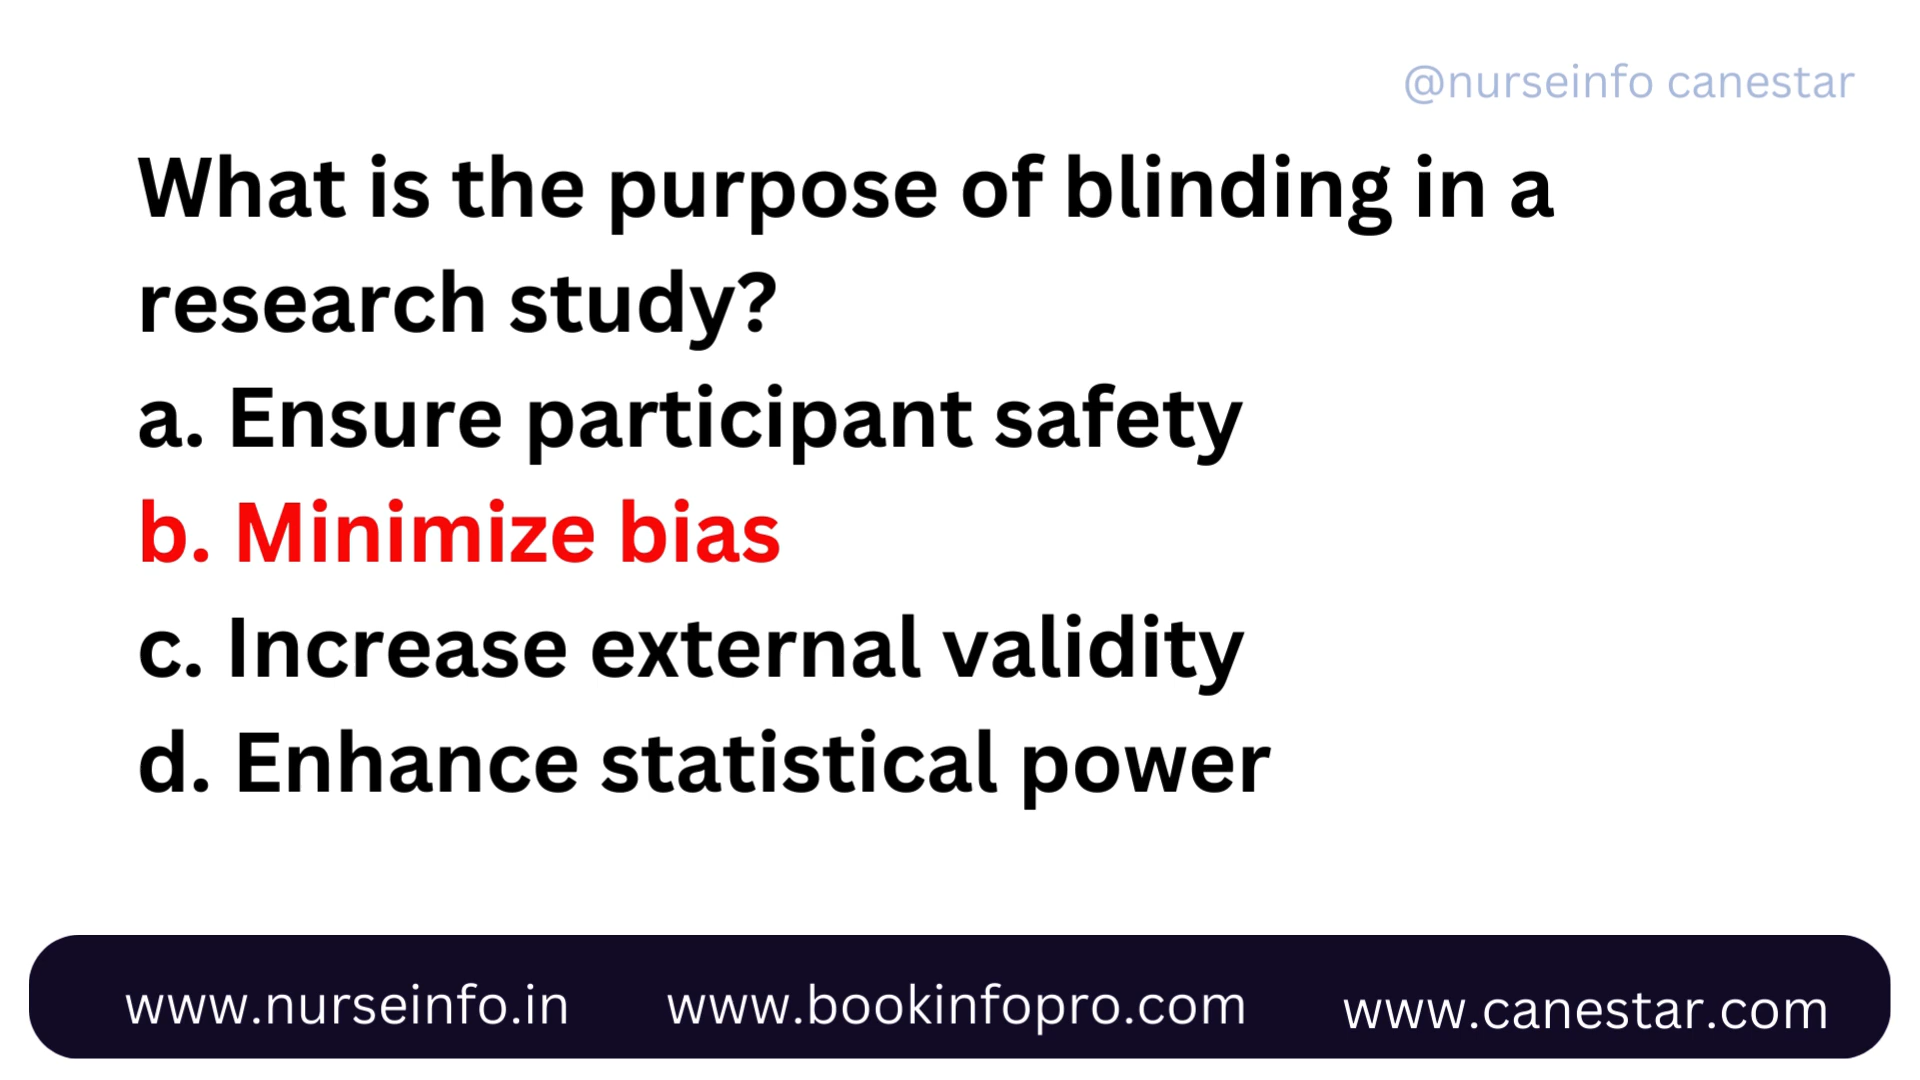 @nurseinfo canestar
What is the purpose of blinding in a
research study?
a. Ensure participant safety
b. Minimize bias
c. Increase external validity
d. Enhance statistical power
www.nurseinfo.in www.bookinfopro.com www.canestar.com